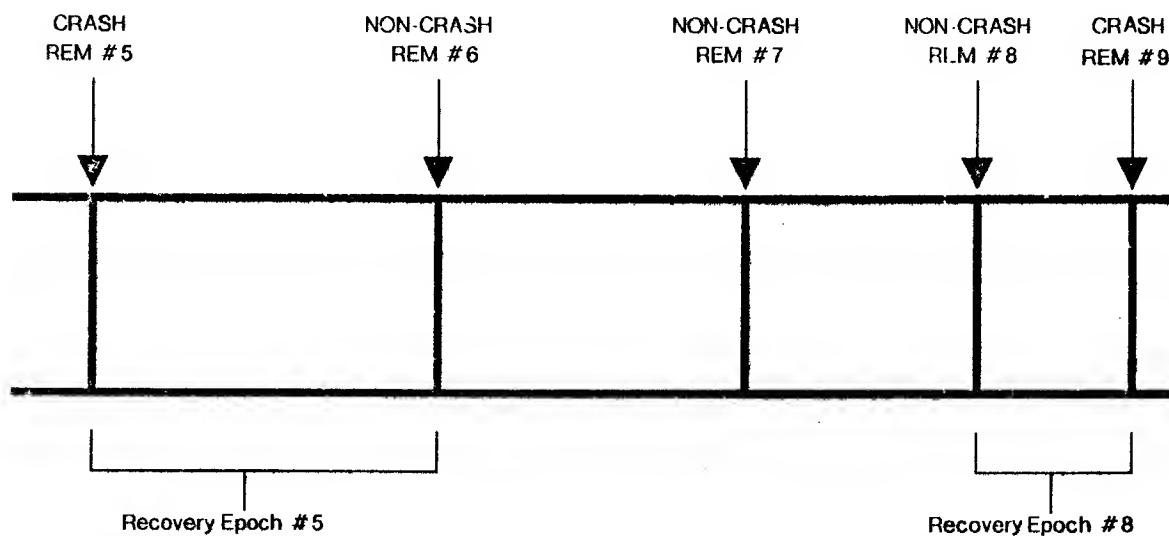 CRASH
REM #5
NON-CRASH
REM #6
NON-CRASH
REM #7
NON-CRASH
REM #8
CRASH
REM #9
Recovery Epoch #5
Recovery Epoch #8